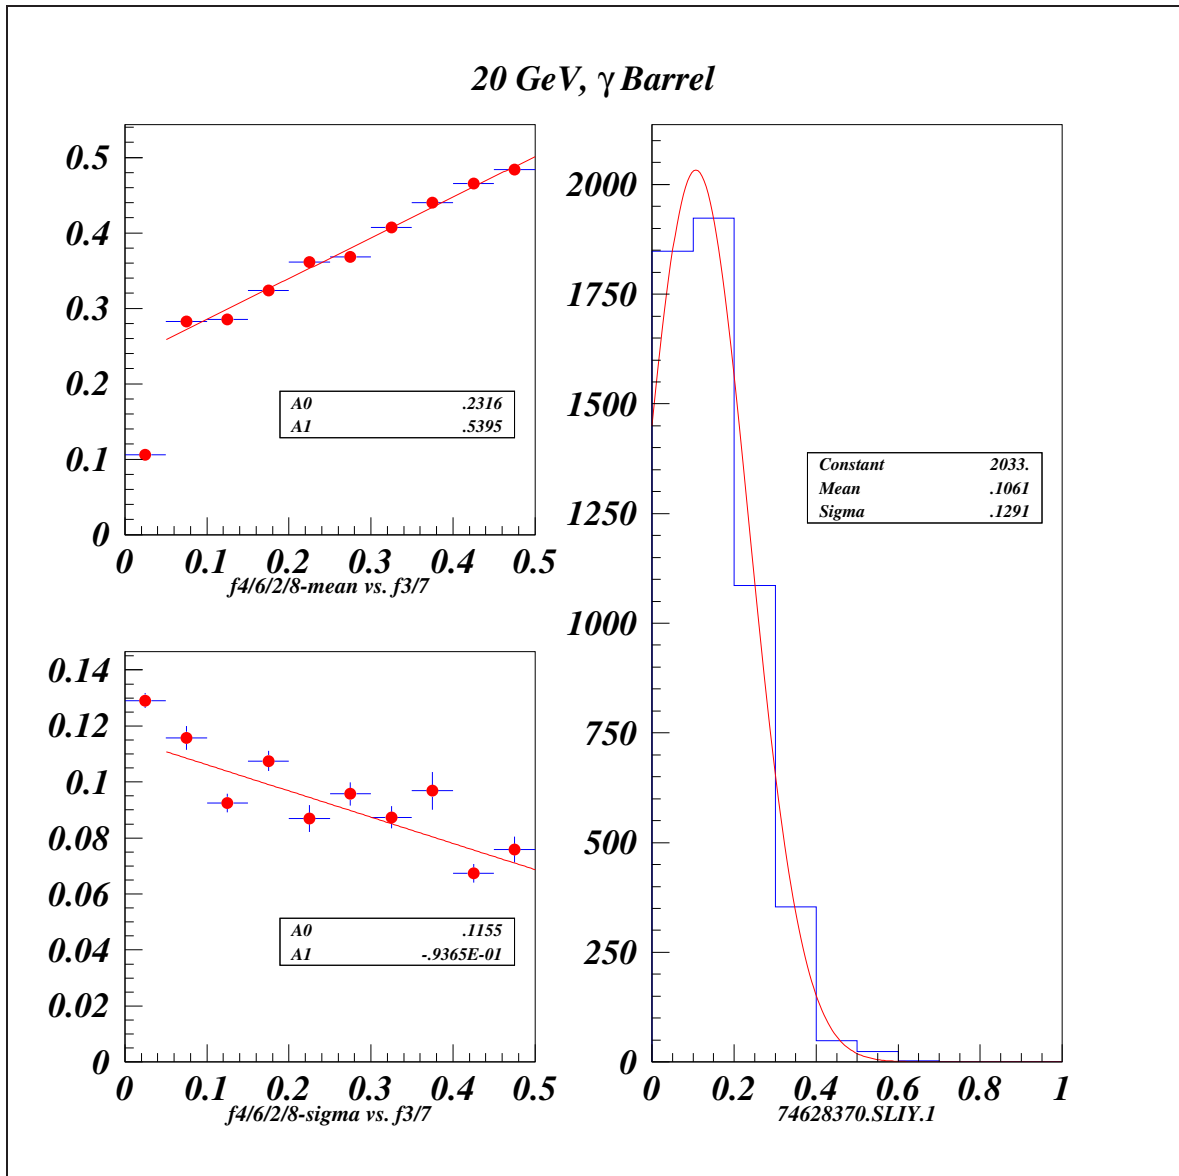 20 GeV, γ Barrel
0.5
0.4
0.3
0.2
0.1
0
A0 .2316
A1 .5395
0 0.1 0.2 0.3 0.4 0.5
f4/6/2/8-mean vs. f3/7
0.14
0.12
0.1
0.08
0.06
0.04
0.02
0
A0 .1155
A1 -.9365E-01
0 0.1 0.2 0.3 0.4 0.5
f4/6/2/8-sigma vs. f3/7
2000
1750
1500
1250
1000
750
500
250
0
Constant 2033.
Mean .1061
Sigma .1291
0 0.2 0.4 0.6 0.8 1
74628370.SLIY.1